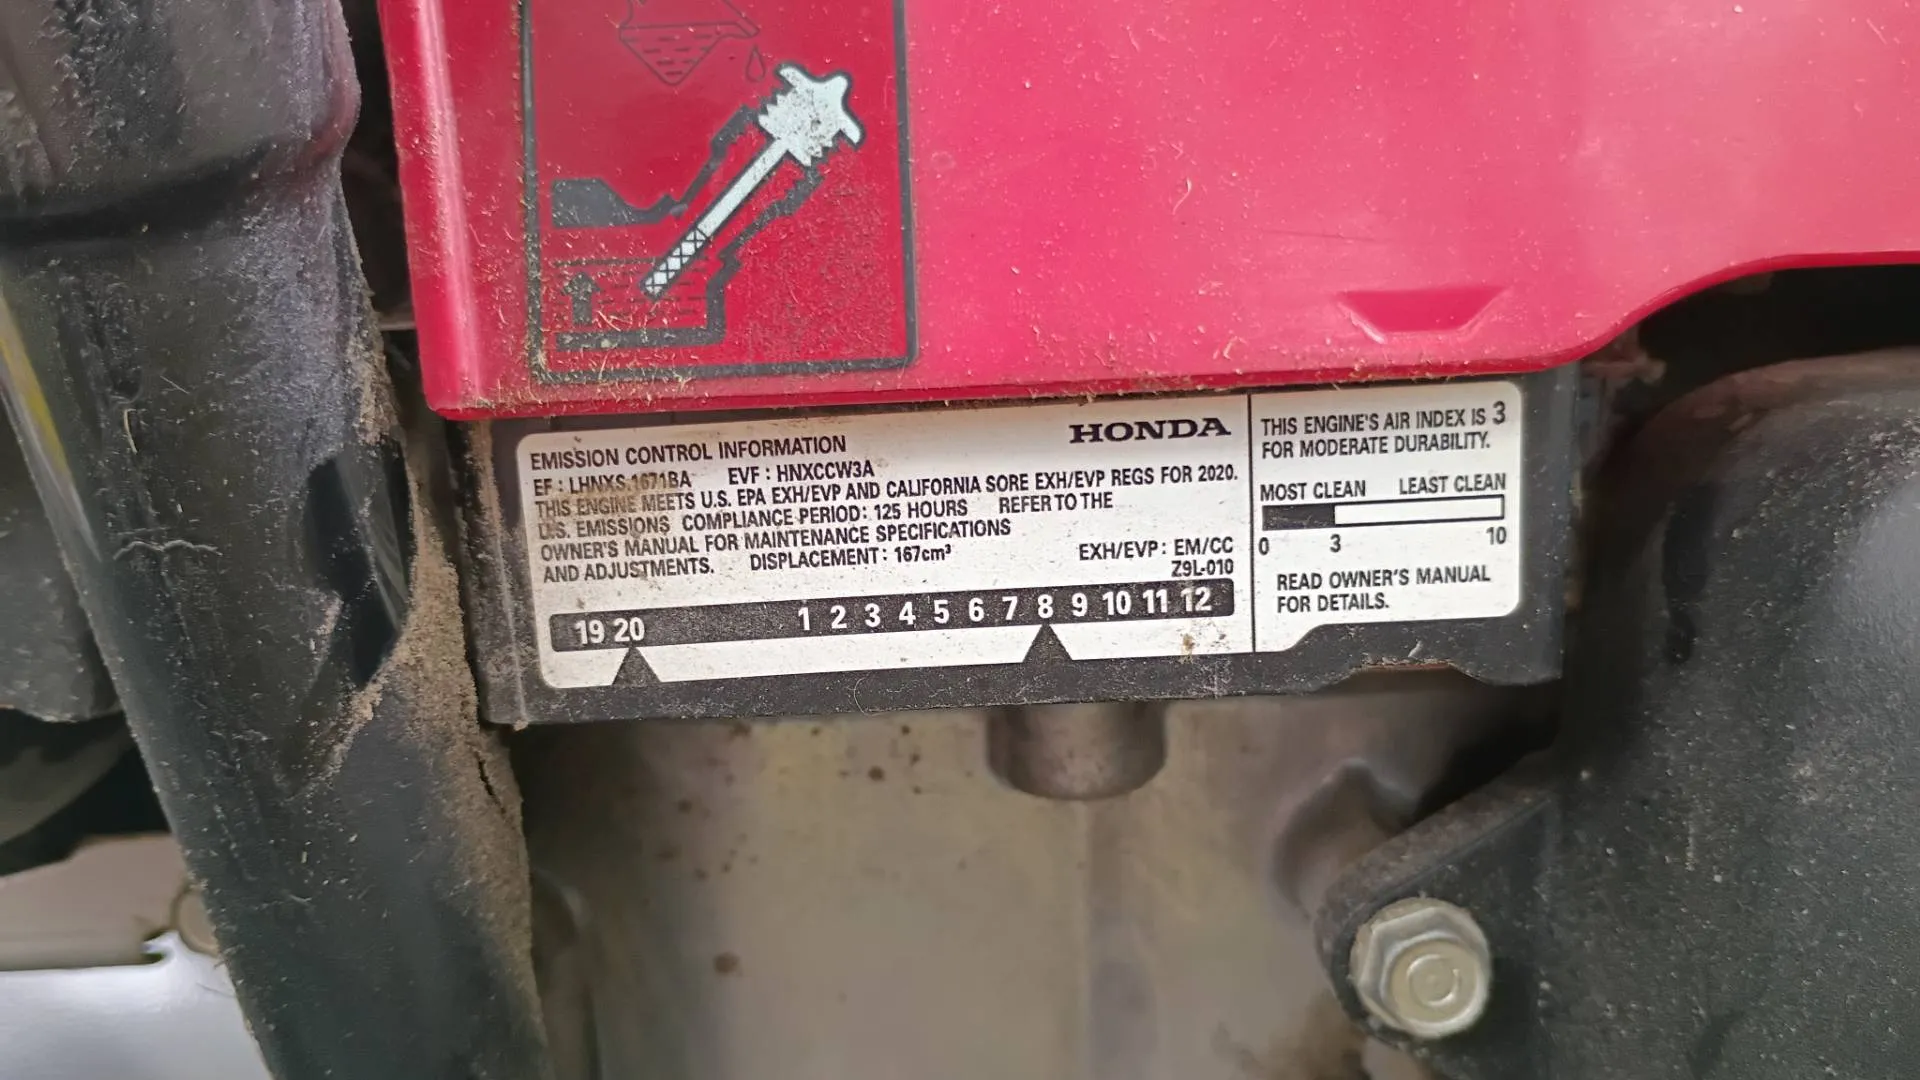 EMISSION CONTROL INFORMATION HONDA
EF : LHNXS.1671BA EVF : HNXCCW3A
THIS ENGINE MEETS U.S. EPA EXH/EVP AND CALIFORNIA SORE EXH/EVP REGS FOR 2020.
U.S. EMISSIONS COMPLIANCE PERIOD: 125 HOURS REFER TO THE
OWNER'S MANUAL FOR MAINTENANCE SPECIFICATIONS
AND ADJUSTMENTS. DISPLACEMENT : 167cm³ EXH/EVP : EM/CC
Z9L-010
19 20 1 2 3 4 5 6 7 8 9 10 11 12
THIS ENGINE'S AIR INDEX IS 3
FOR MODERATE DURABILITY.
MOST CLEAN LEAST CLEAN
0 3 10
READ OWNER'S MANUAL
FOR DETAILS.